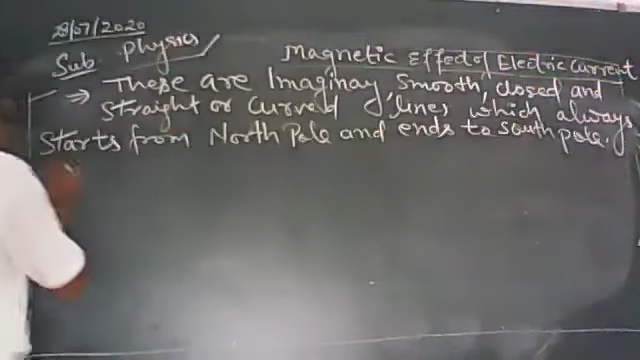 28/07/2020
Sub Physics
Magnetic Effect of Electric Current
⇒ These are Imaginay, Smooth, closed and
Straight or Curved lines which always
Starts from North Pole and ends to south pole.